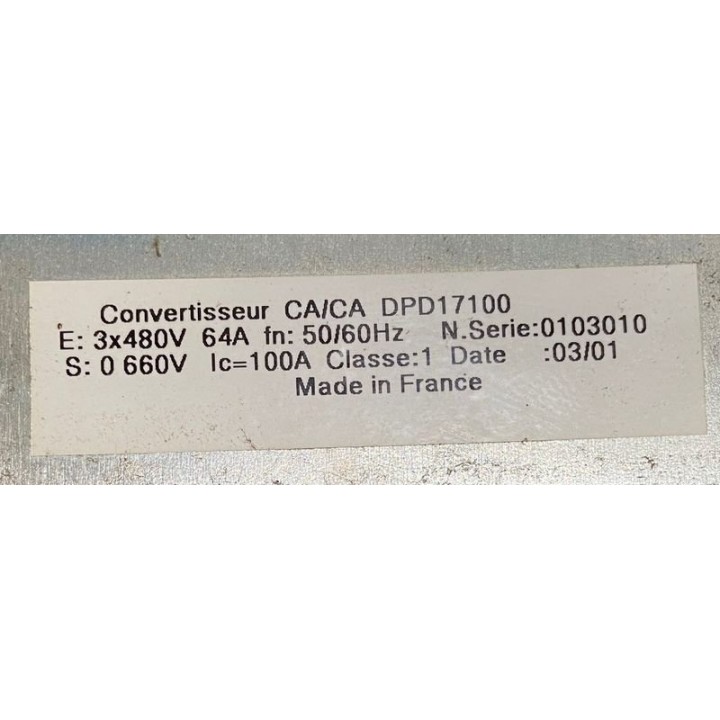 Convertisseur CA/CA DPD17100
E: 3x480V 64A fn: 50/60Hz N.Serie:0103010
S: 0 660V Ic=100A Classe:1 Date :03/01
Made in France